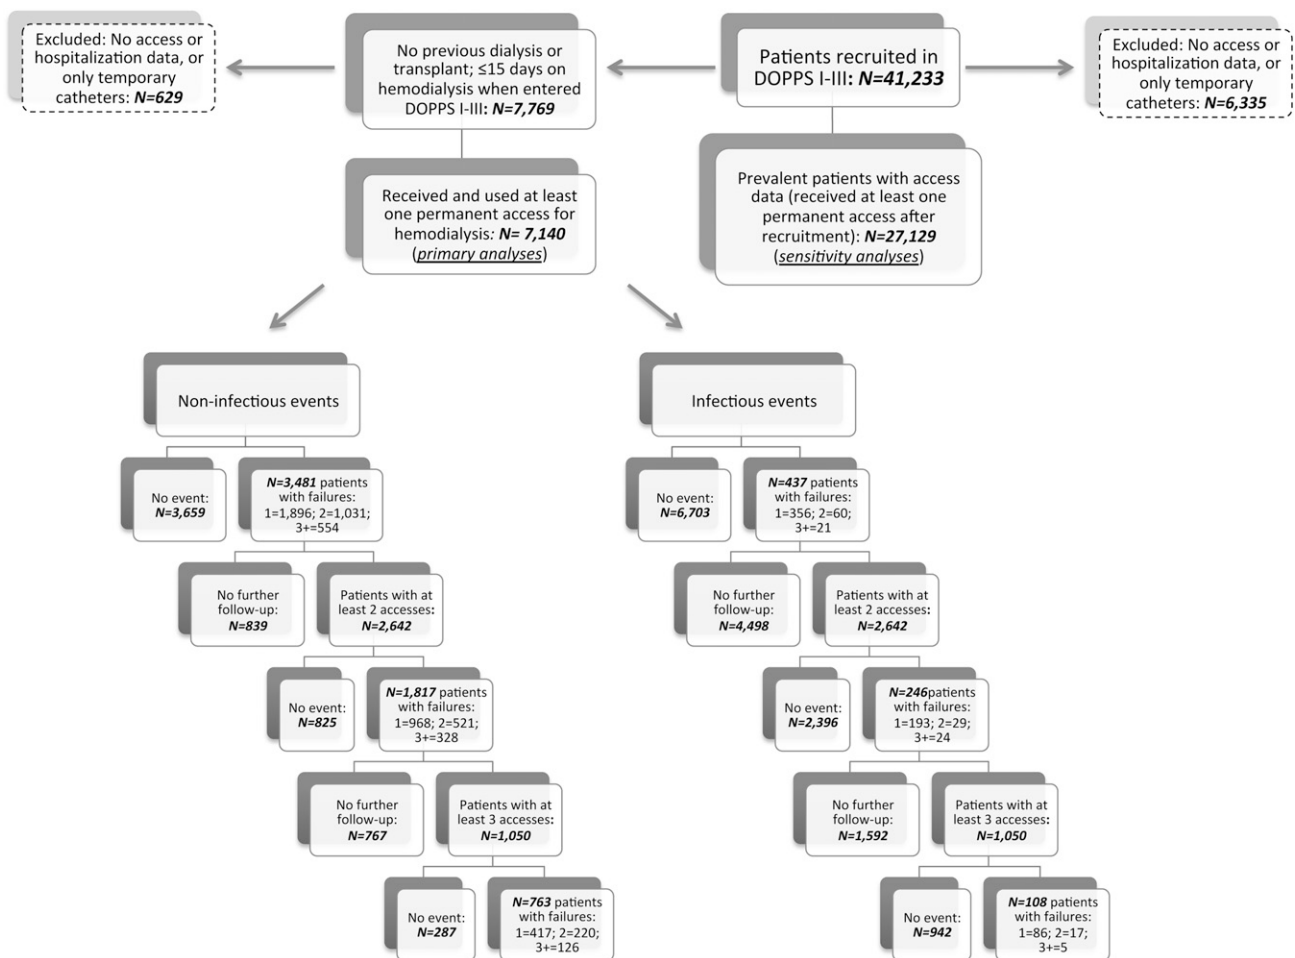 Excluded: No access or
hospitalization data, or
only temporary
catheters: N=629
No previous dialysis or
transplant; ≤15 days on
hemodialysis when entered
DOPPS I-III: N=7,769
Patients recruited in
DOPPS I-III: N=41,233
Excluded: No access or
hospitalization data, or
only temporary
catheters: N=6,335
Received and used at least
one permanent access for
hemodialysis: N= 7,140
(primary analyses)
Prevalent patients with access
data (received at least one
permanent access after
recruitment): N=27,129
(sensitivity analyses)
Non-infectious events
Infectious events
No event:
N=3,659
N=3,481 patients
with failures:
1=1,896; 2=1,031;
3+=554
No event:
N=6,703
N=437 patients
with failures:
1=356; 2=60;
3+=21
No further
follow-up:
N=839
Patients with at
least 2 accesses:
N=2,642
No further
follow-up:
N=4,498
Patients with at
least 2 accesses:
N=2,642
No event:
N=825
N=1,817 patients
with failures:
1=968; 2=521;
3+=328
No event:
N=2,396
N=246patients
with failures:
1=193; 2=29;
3+=24
No further
follow-up:
N=767
Patients with at
least 3 accesses:
N=1,050
No further
follow-up:
N=1,592
Patients with at
least 3 accesses:
N=1,050
No event:
N=287
N=763 patients
with failures:
1=417; 2=220;
3+=126
No event:
N=942
N=108 patients
with failures:
1=86; 2=17;
3+=5